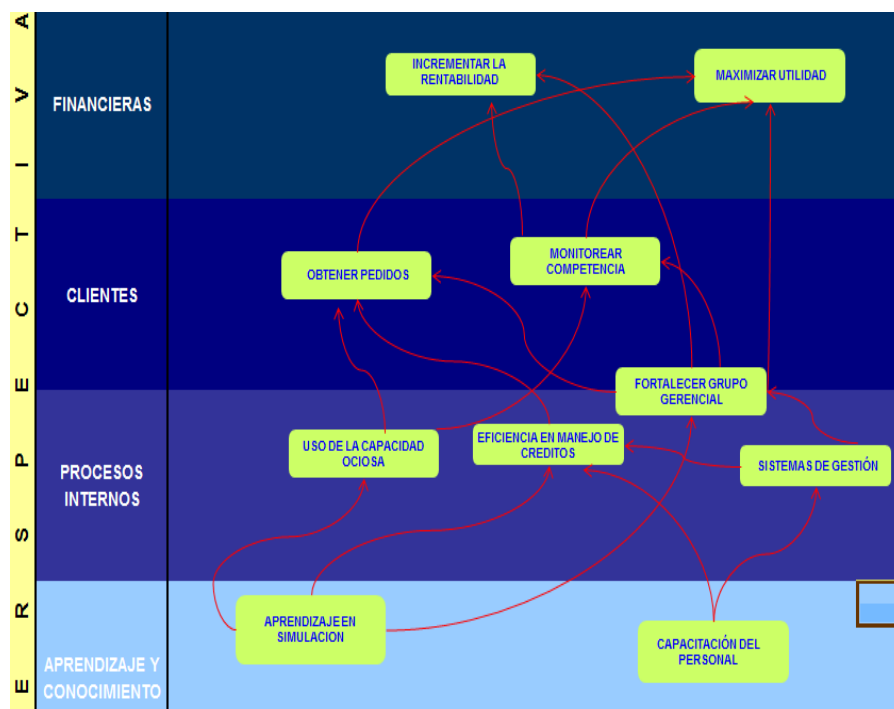 A
V
I
T
C
E
P
S
R
E
FINANCIERAS
INCREMENTAR LA
RENTABILIDAD
MAXIMIZAR UTILIDAD
CLIENTES
OBTENER PEDIDOS
MONITOREAR
COMPETENCIA
FORTALECER GRUPO
GERENCIAL
PROCESOS
INTERNOS
USO DE LA CAPACIDAD
OCIOSA
EFICIENCIA EN MANEJO DE
CREDITOS
SISTEMAS DE GESTIÓN
APRENDIZAJE Y
CONOCIMIENTO
APRENDIZAJE EN
SIMULACION
CAPACITACIÓN DEL
PERSONAL